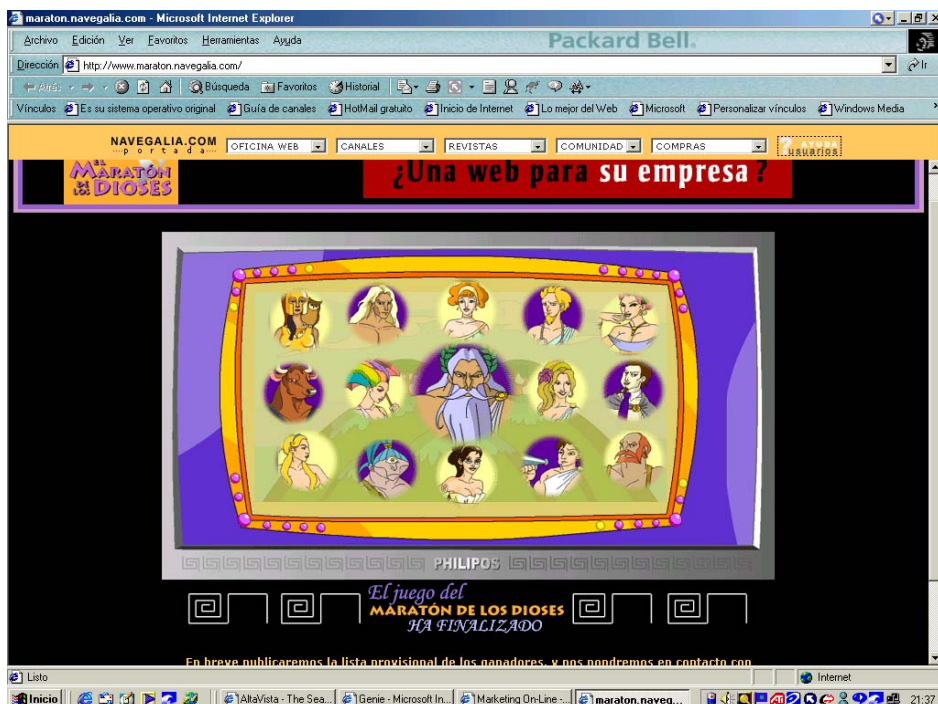 maraton.navegalia.com - Microsoft Internet Explorer
Archivo Edición Ver Favoritos Herramientas Ayuda
Packard Bell.
Dirección http://www.maraton.navegalia.com/ Ir
Atrás Búsqueda Favoritos Historial
Vínculos Es su sistema operativo original Guía de canales HotMail gratuito Inicio de Internet Lo mejor del Web Microsoft Personalizar vínculos Windows Media
NAVEGALIA.COM
portada
OFICINA WEB CANALES REVISTAS COMUNIDAD COMPRAS
? AYUDA
usuarios
EL
MARATÓN
DE LOS DIOSES
¿Una web para su empresa?
PHILIPOS
El juego del
MARATÓN DE LOS DIOSES
HA FINALIZADO
En breve publicaremos la lista provisional de los ganadores, y nos pondremos en contacto con
Listo Internet
Inicio AltaVista - The Sea... Genie - Microsoft In... Marketing On-Line -... maraton.naveg... 21:37